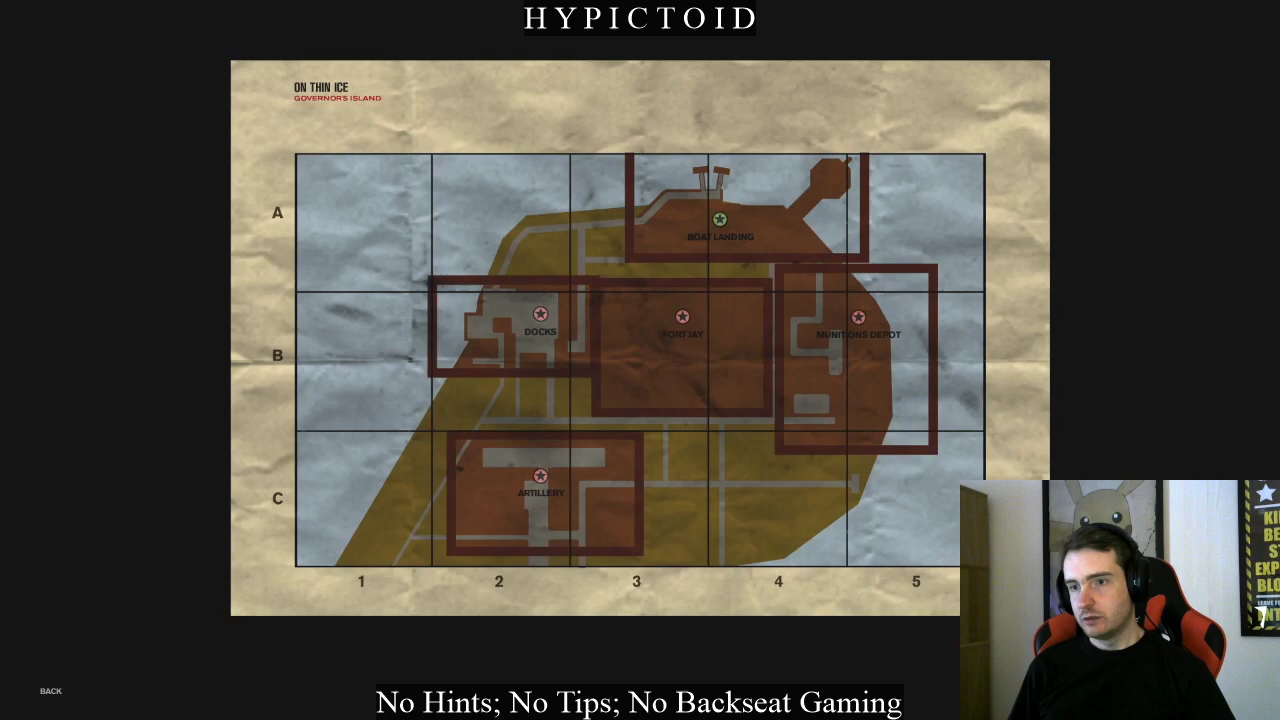 HYPICTOID
ON THIN ICE
GOVERNOR'S ISLAND
A
BOAT LANDING
DOCKS
FORT JAY
MUNITIONS DEPOT
B
ARTILLERY
C
1 2 3 4 5
BACK
No Hints; No Tips; No Backseat Gaming